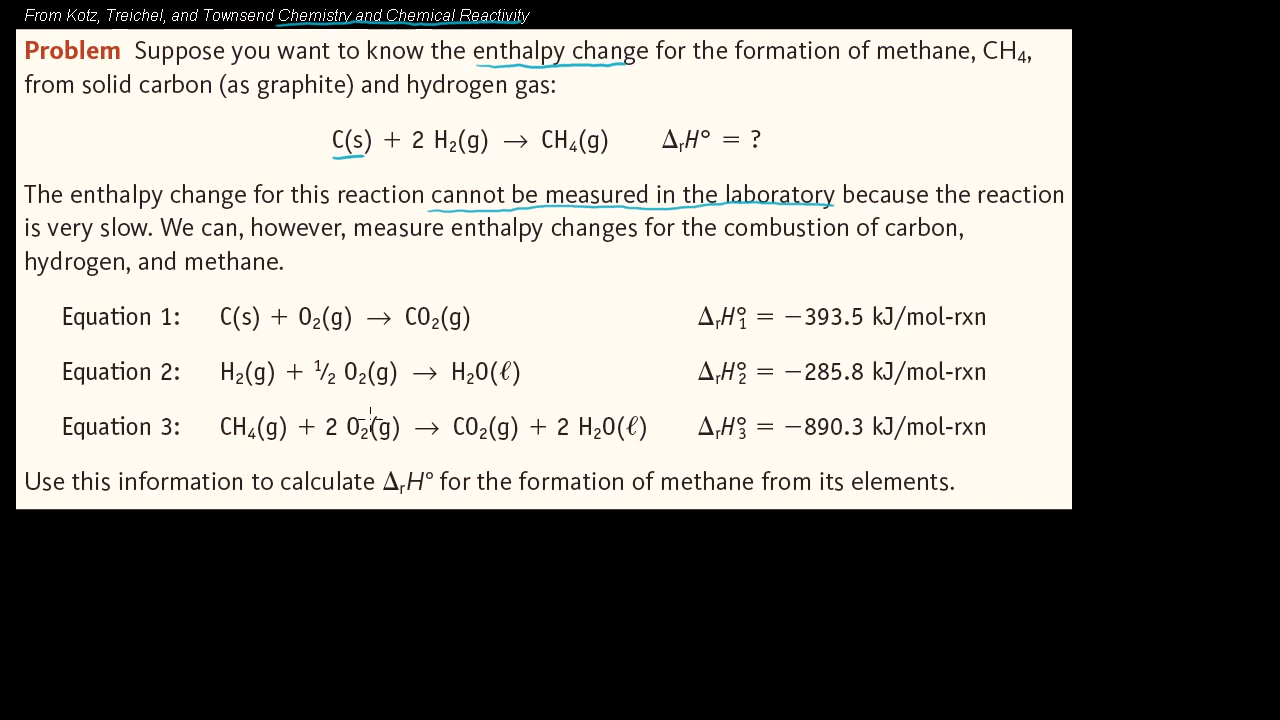 From Kotz, Treichel, and Townsend Chemistry and Chemical Reactivity
Problem Suppose you want to know the enthalpy change for the formation of methane, CH₄,
from solid carbon (as graphite) and hydrogen gas:
C(s) + 2 H₂(g) → CH₄(g) ΔᵣH° = ?
The enthalpy change for this reaction cannot be measured in the laboratory because the reaction
is very slow. We can, however, measure enthalpy changes for the combustion of carbon,
hydrogen, and methane.
Equation 1: C(s) + O₂(g) → CO₂(g) ΔᵣH°₁ = −393.5 kJ/mol-rxn
Equation 2: H₂(g) + ½ O₂(g) → H₂O(ℓ) ΔᵣH°₂ = −285.8 kJ/mol-rxn
Equation 3: CH₄(g) + 2 O₂(g) → CO₂(g) + 2 H₂O(ℓ) ΔᵣH°₃ = −890.3 kJ/mol-rxn
Use this information to calculate ΔᵣH° for the formation of methane from its elements.